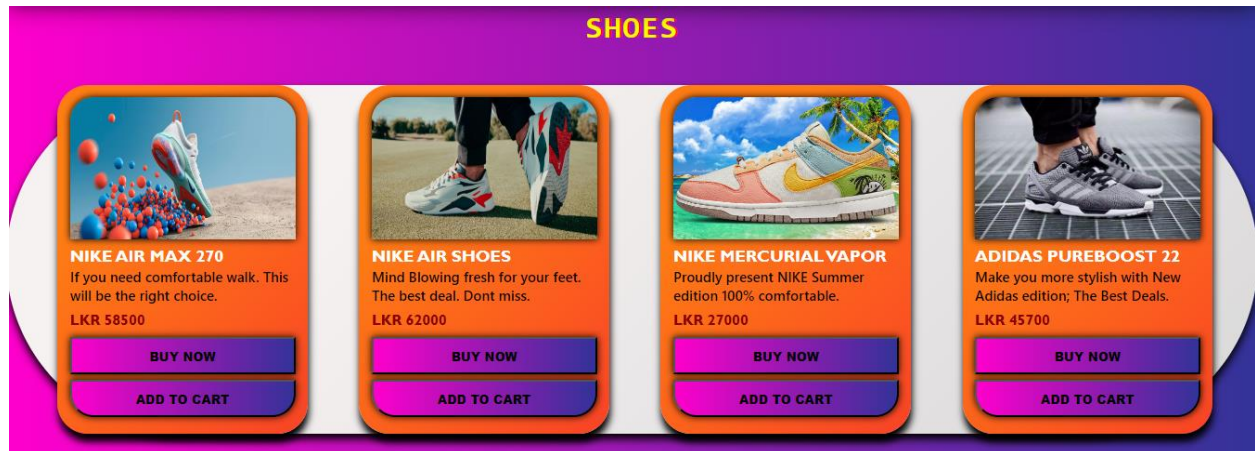 SHOES
NIKE AIR MAX 270
If you need comfortable walk. This
will be the right choice.
LKR 58500
BUY NOW
ADD TO CART
NIKE AIR SHOES
Mind Blowing fresh for your feet.
The best deal. Dont miss.
LKR 62000
BUY NOW
ADD TO CART
NIKE MERCURIAL VAPOR
Proudly present NIKE Summer
edition 100% comfortable.
LKR 27000
BUY NOW
ADD TO CART
ADIDAS PUREBOOST 22
Make you more stylish with New
Adidas edition; The Best Deals.
LKR 45700
BUY NOW
ADD TO CART